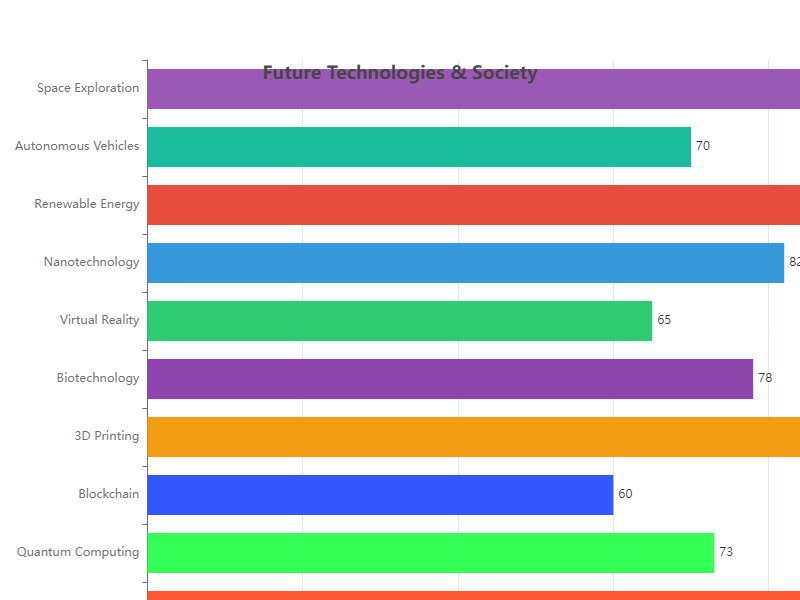 Future Technologies & Society
Space Exploration
Autonomous Vehicles 70
Renewable Energy
Nanotechnology 82
Virtual Reality 65
Biotechnology 78
3D Printing
Blockchain 60
Quantum Computing 73